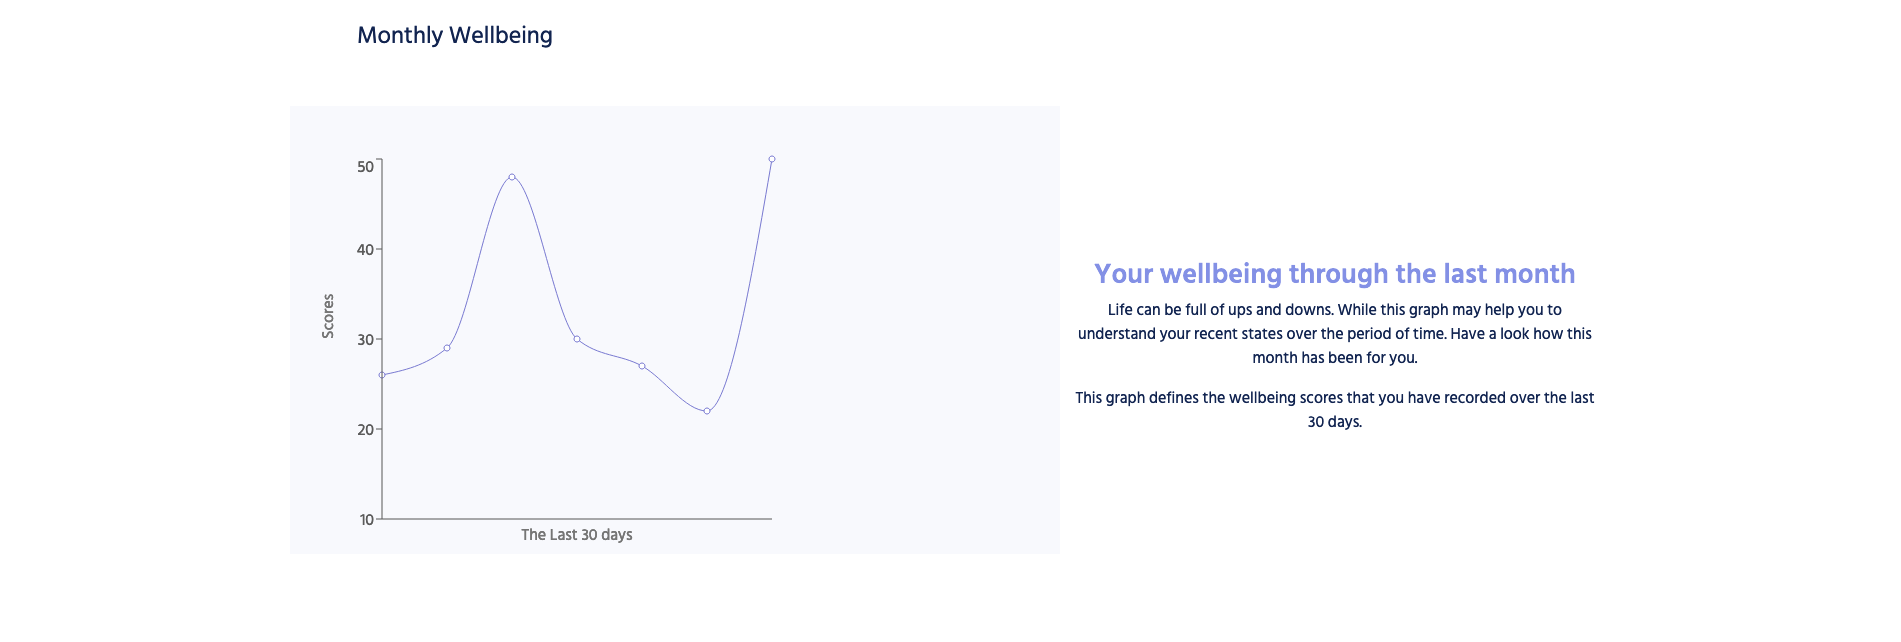 Monthly Wellbeing
50
40
30
20
10
Scores
The Last 30 days
Your wellbeing through the last month
Life can be full of ups and downs. While this graph may help you to
understand your recent states over the period of time. Have a look how this
month has been for you.
This graph defines the wellbeing scores that you have recorded over the last
30 days.